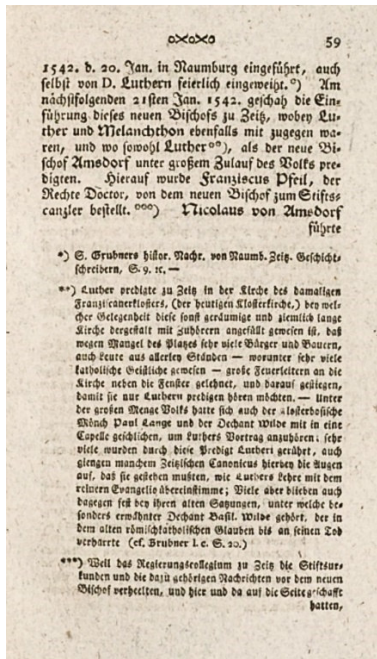 59
1542. d. 20. Jan. in Naumburg eingeführt, auch
selbst von D. Luthern feierlich eingeweiht.*) Am
nächstfolgenden 21sten Jan. 1542. geschah die Ein-
führung dieses neuen Bischofs zu Zeitz, wobey Lu-
ther und Melanchthon ebenfalls mit zugegen wa-
ren, und wo sowohl Luther**), als der neue Bi-
schof Amsdorf unter großem Zulauf des Volks pre-
digten. Hierauf wurde Franziscus Pfeil, der
Rechte Doctor, von dem neuen Bischof zum Stifts-
canzler bestellt. ***) Nicolaus von Amsdorf
führte
*) S. Grubners histor. Nachr. von Naumb. Zeitz. Geschicht-
schreibern, S. 9. ꝛc. —
**) Luther predigte zu Zeitz in der Kirche des damaligen
Franziscanerklosters, (der heutigen Klosterkirche,) bey wel-
cher Gelegenheit diese sonst geräumige und ziemlich lange
Kirche dergestalt mit Zuhörern angefüllt gewesen ist, daß
wegen Mangel des Platzes sehr viele Bürger und Bauern,
auch Leute aus allerley Ständen — worunter sehr viele
katholische Geistliche gewesen — große Feuerleitern an die
Kirche neben die Fenster gelehnt, und darauf gestiegen,
damit sie nur Luthern predigen hören möchten. — Unter
der großen Menge Volks hatte sich auch der klosterbosische
Mönch Paul Lange und der Dechant Wilde mit in eine
Capelle geschlichen, um Luthers Vortrag anzuhören; sehr
viele wurden durch diese Predigt Lutheri gerührt, auch
giengen manchem Zeitzischen Canonicus hierbey die Augen
auf, daß sie gestehen mußten, wie Luthers Lehre mit dem
reinern Evangelio übereinstimme; Viele aber blieben auch
dagegen fest bey ihren alten Satzungen, unter welche be-
sonders erwähnter Dechant Basil. Wilde gehört, der in
dem alten römischkatholischen Glauben bis an seinen Tod
verharrte (cf. Grubner l. c. S. 20.)
***) Weil das Regierungscollegium zu Zeitz die Stiftsur-
kunden und die dazu gehörigen Nachrichten vor dem neuen
Bischof verheelten, und hier und da auf die Seite geschafft
hatten,